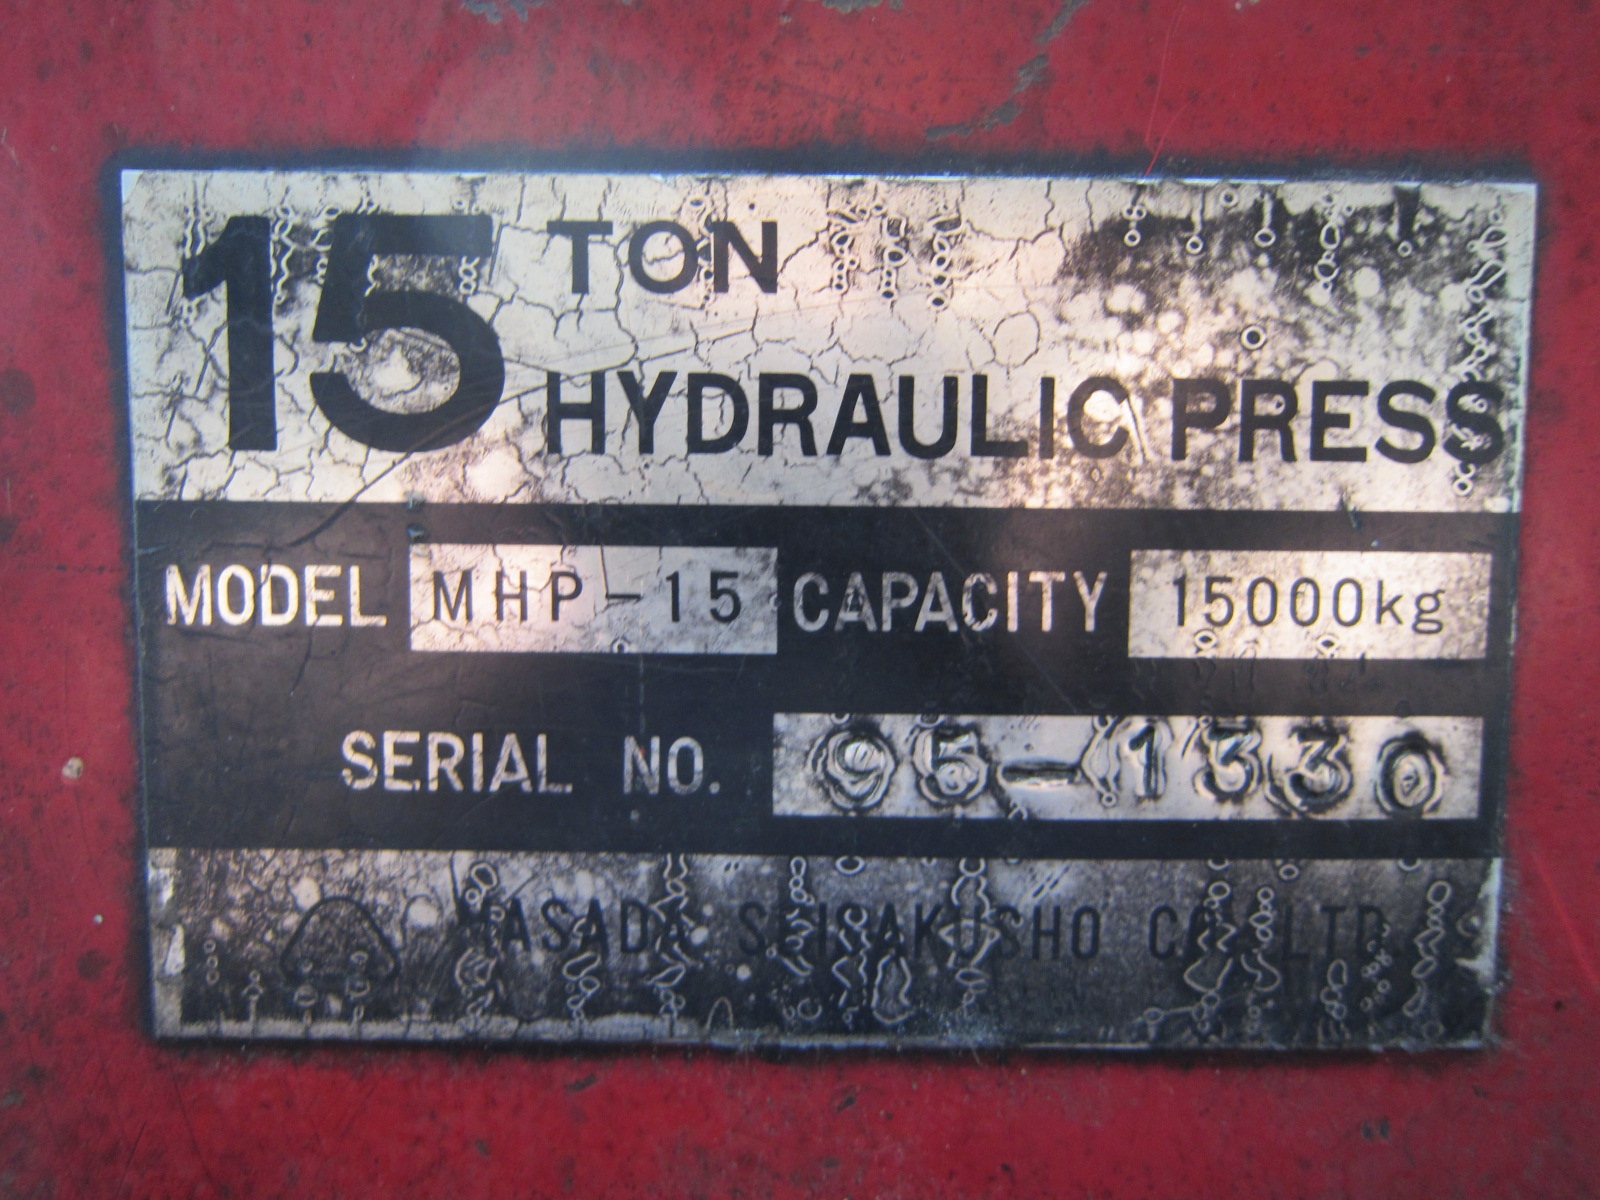 15 TON
HYDRAULIC PRESS
MODEL MHP-15 CAPACITY 15000kg
SERIAL NO. 95-1330
MASADA SEISAKUSHO CO., LTD.